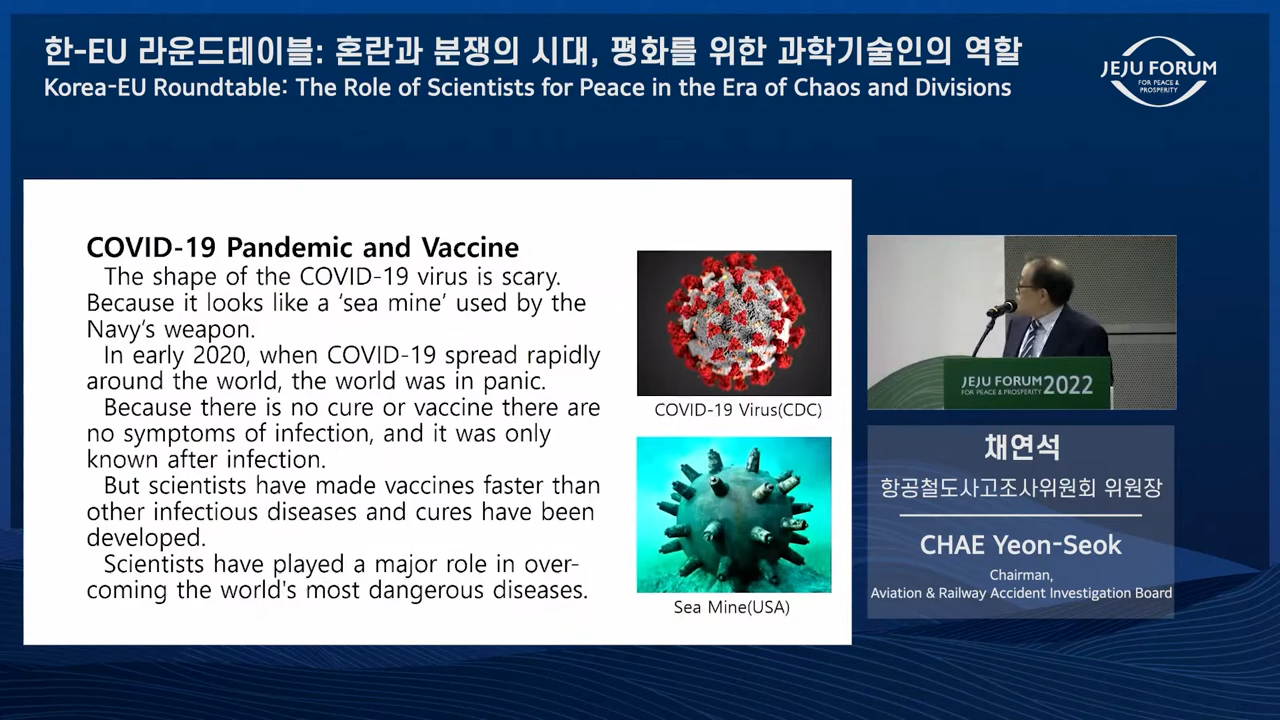 한-EU 라운드테이블: 혼란과 분쟁의 시대, 평화를 위한 과학기술인의 역할
Korea-EU Roundtable: The Role of Scientists for Peace in the Era of Chaos and Divisions
JEJU FORUM
FOR PEACE &
PROSPERITY
COVID-19 Pandemic and Vaccine
The shape of the COVID-19 virus is scary.
Because it looks like a ‘sea mine’ used by the
Navy’s weapon.
In early 2020, when COVID-19 spread rapidly
around the world, the world was in panic.
Because there is no cure or vaccine there are
no symptoms of infection, and it was only
known after infection.
But scientists have made vaccines faster than
other infectious diseases and cures have been
developed.
Scientists have played a major role in over-
coming the world's most dangerous diseases.
COVID-19 Virus(CDC)
Sea Mine(USA)
JEJU FORUM 2022
FOR PEACE & PROSPERITY
채연석
항공철도사고조사위원회 위원장
CHAE Yeon-Seok
Chairman,
Aviation & Railway Accident Investigation Board